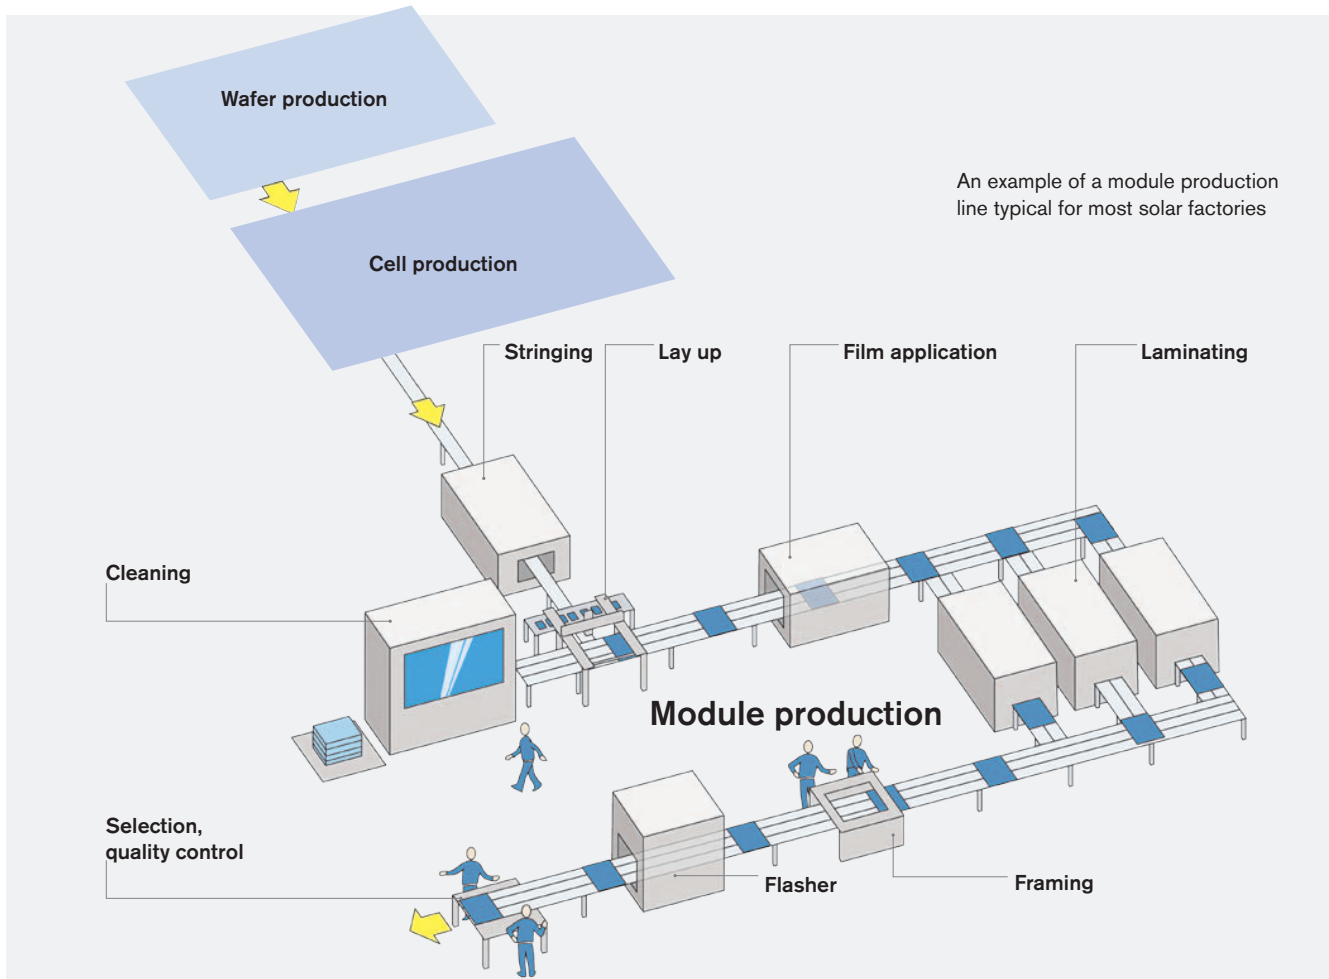 Wafer production
An example of a module production
line typical for most solar factories
Cell production
Stringing
Lay up
Film application
Laminating
Cleaning
Module production
Selection,
quality control
Flasher
Framing